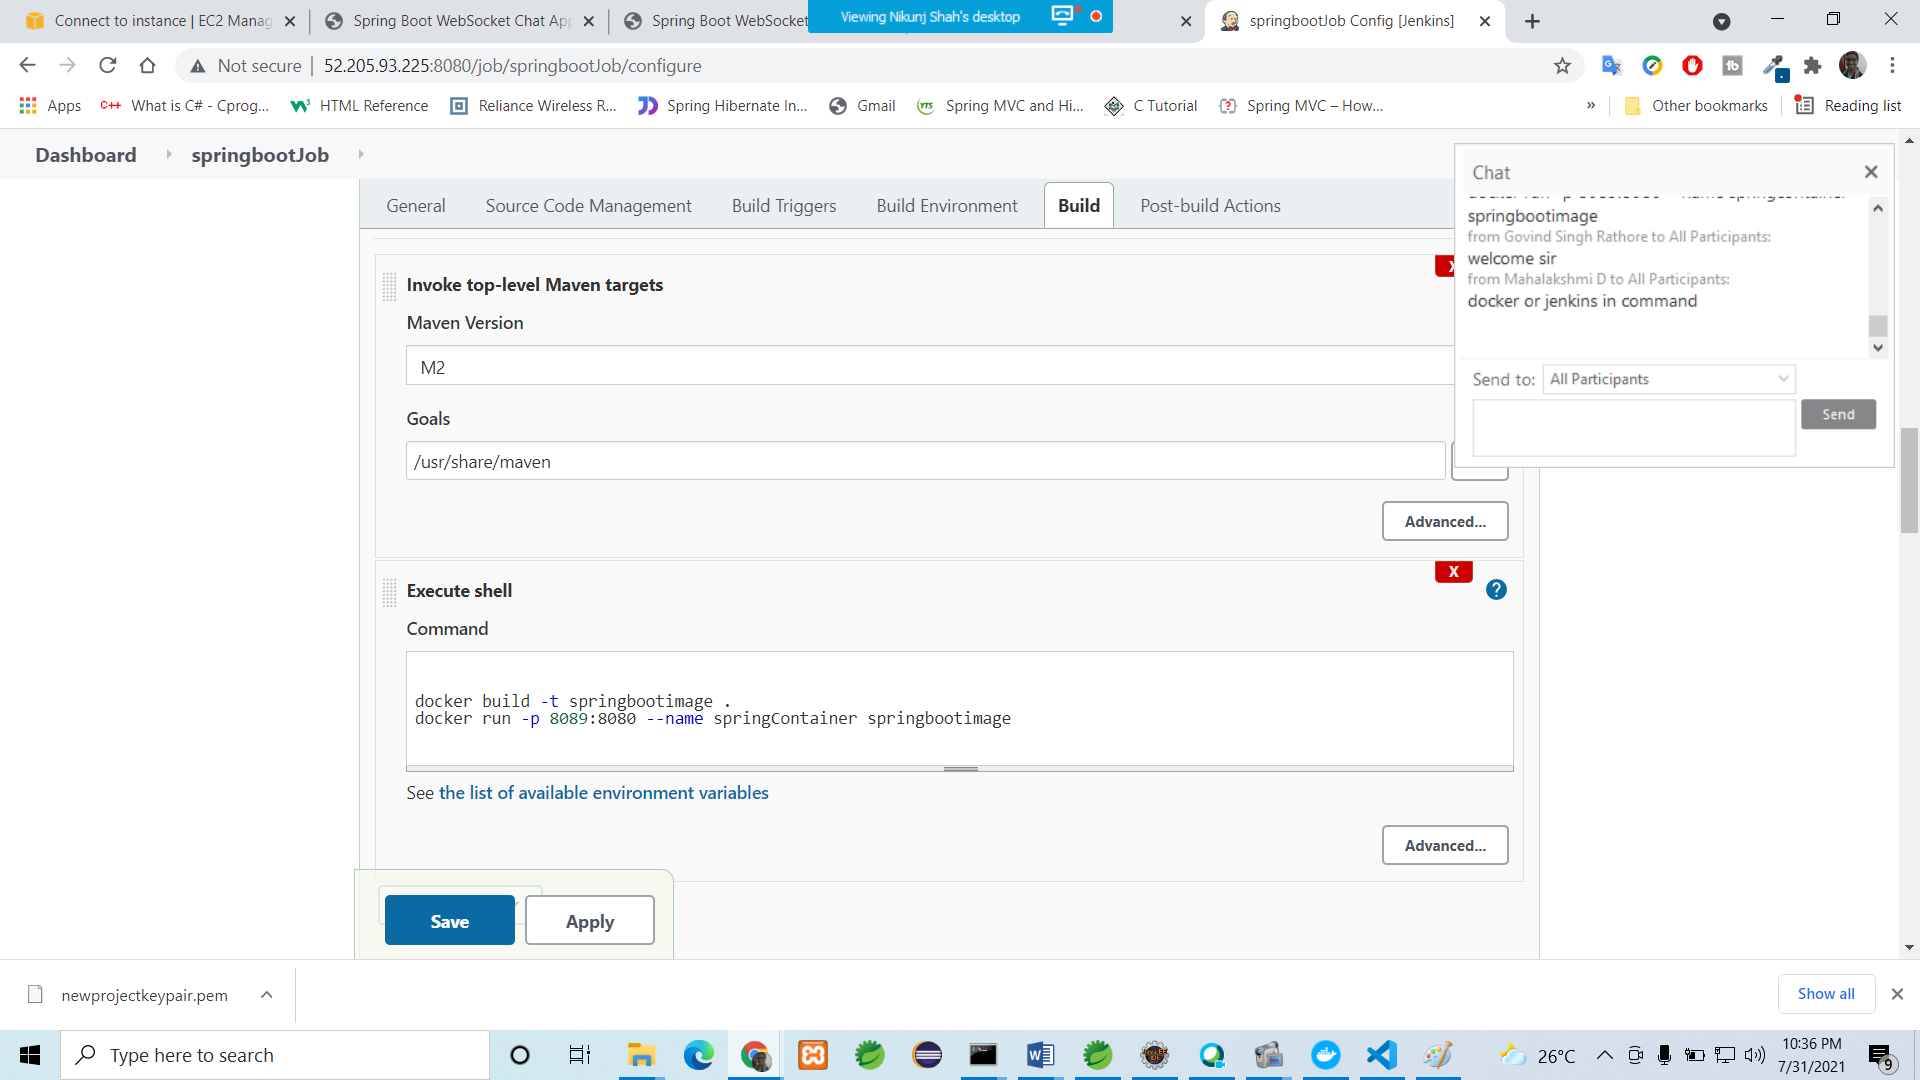 Connect to instance | EC2 Manag
Spring Boot WebSocket Chat App
Spring Boot WebSocket
Viewing Nikunj Shah's desktop
springbootJob Config [Jenkins]
Not secure
52.205.93.225:8080/job/springbootJob/configure
Apps
What is C# - Cprog...
HTML Reference
Reliance Wireless R...
Spring Hibernate In...
Gmail
Spring MVC and Hi...
C Tutorial
Spring MVC – How...
»
Other bookmarks
Reading list
Dashboard
springbootJob
General
Source Code Management
Build Triggers
Build Environment
Build
Post-build Actions
Chat
springbootimage
from Govind Singh Rathore to All Participants:
welcome sir
from Mahalakshmi D to All Participants:
docker or jenkins in command
Send to:
All Participants
Send
Invoke top-level Maven targets
Maven Version
M2
Goals
/usr/share/maven
Advanced...
Execute shell
X
?
Command
docker build -t springbootimage .
docker run -p 8089:8080 --name springContainer springbootimage
See the list of available environment variables
Advanced...
Save
Apply
newprojectkeypair.pem
Show all
Type here to search
26°C
10:36 PM
7/31/2021
9